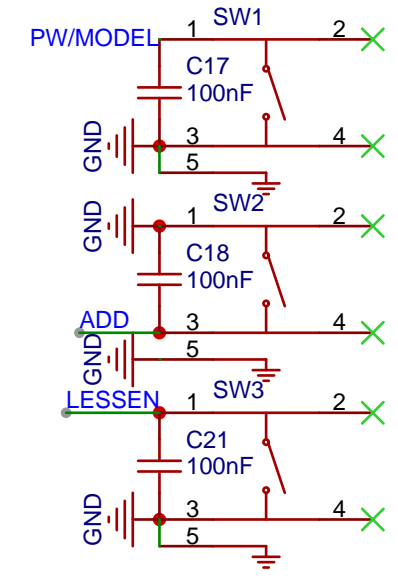 SW1
PW/MODEL 1 2
C17
100nF
GND 3 4
5
SW2
GND 1 2
C18
100nF
ADD 3 4
GND 5
SW3
LESSEN 1 2
C21
100nF
GND 3 4
5